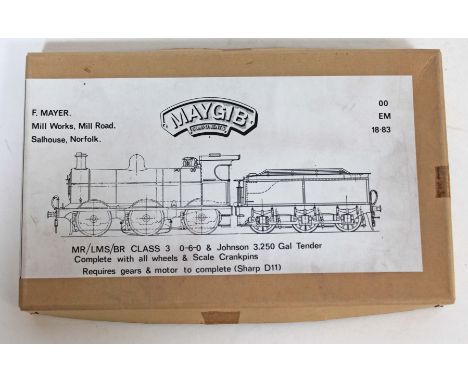 F. MAYER.
Mill Works, Mill Road.
Salhouse, Norfolk.
MAYGIB
00
EM
18·83
MR/LMS/BR CLASS 3 0-6-0 & Johnson 3.250 Gal Tender
Complete with all wheels & Scale Crankpins
Requires gears & motor to complete (Sharp D11)